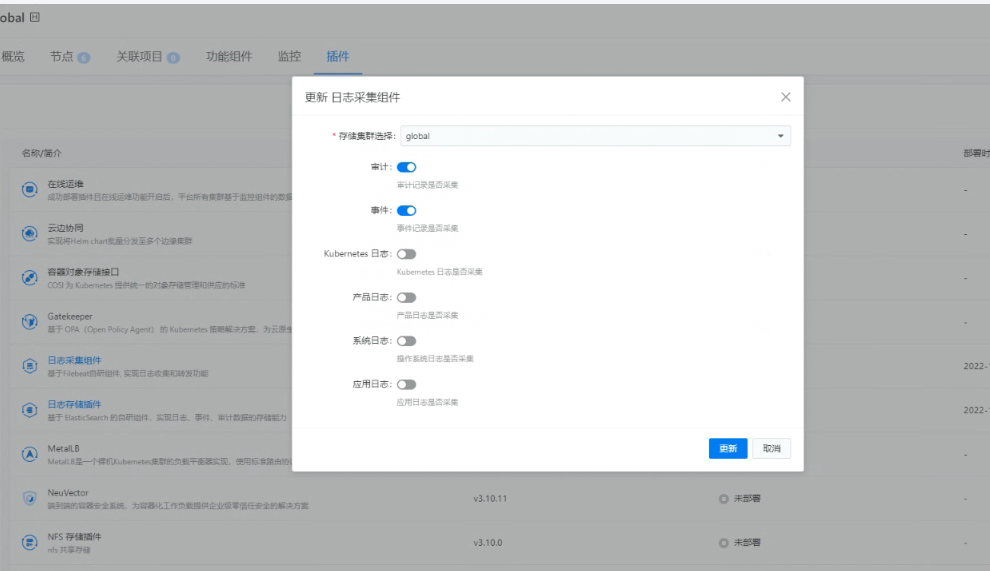 obal
概览 节点 6 关联项目 0 功能组件 监控 插件
更新 日志采集组件
* 存储集群选择: global
名称/简介
部署时
审计:
审计记录是否采集
在线运维
成功部署插件且在线运维功能开启后，平台所有集群基于监控组件的数据
-
事件:
事件记录是否采集
云边协同
实现将Helm chart批量分发至多个边缘集群
-
Kubernetes 日志:
Kubernetes 日志是否采集
容器对象存储接口
COSI 为 Kubernetes 提供统一的对象存储管理和供应的标准
-
产品日志:
产品日志是否采集
Gatekeeper
基于 OPA（Open Policy Agent）的 Kubernetes 策略解决方案，为云原生
-
系统日志:
操作系统日志是否采集
日志采集组件
基于Filebeat自研组件, 实现日志收集和转发功能
2022-
应用日志:
应用日志是否采集
日志存储插件
基于 ElasticSearch 的自研组件，实现日志、事件、审计数据的存储能力
2022-
更新 取消
MetalLB
MetalLB是一个裸机Kubernetes集群的负载平衡器实现，使用标准路由协
-
NeuVector
端到端的容器安全系统，为容器化工作负载提供企业级零信任安全的解决方案
v3.10.11 未部署 -
NFS 存储插件
nfs 共享存储
v3.10.0 未部署 -